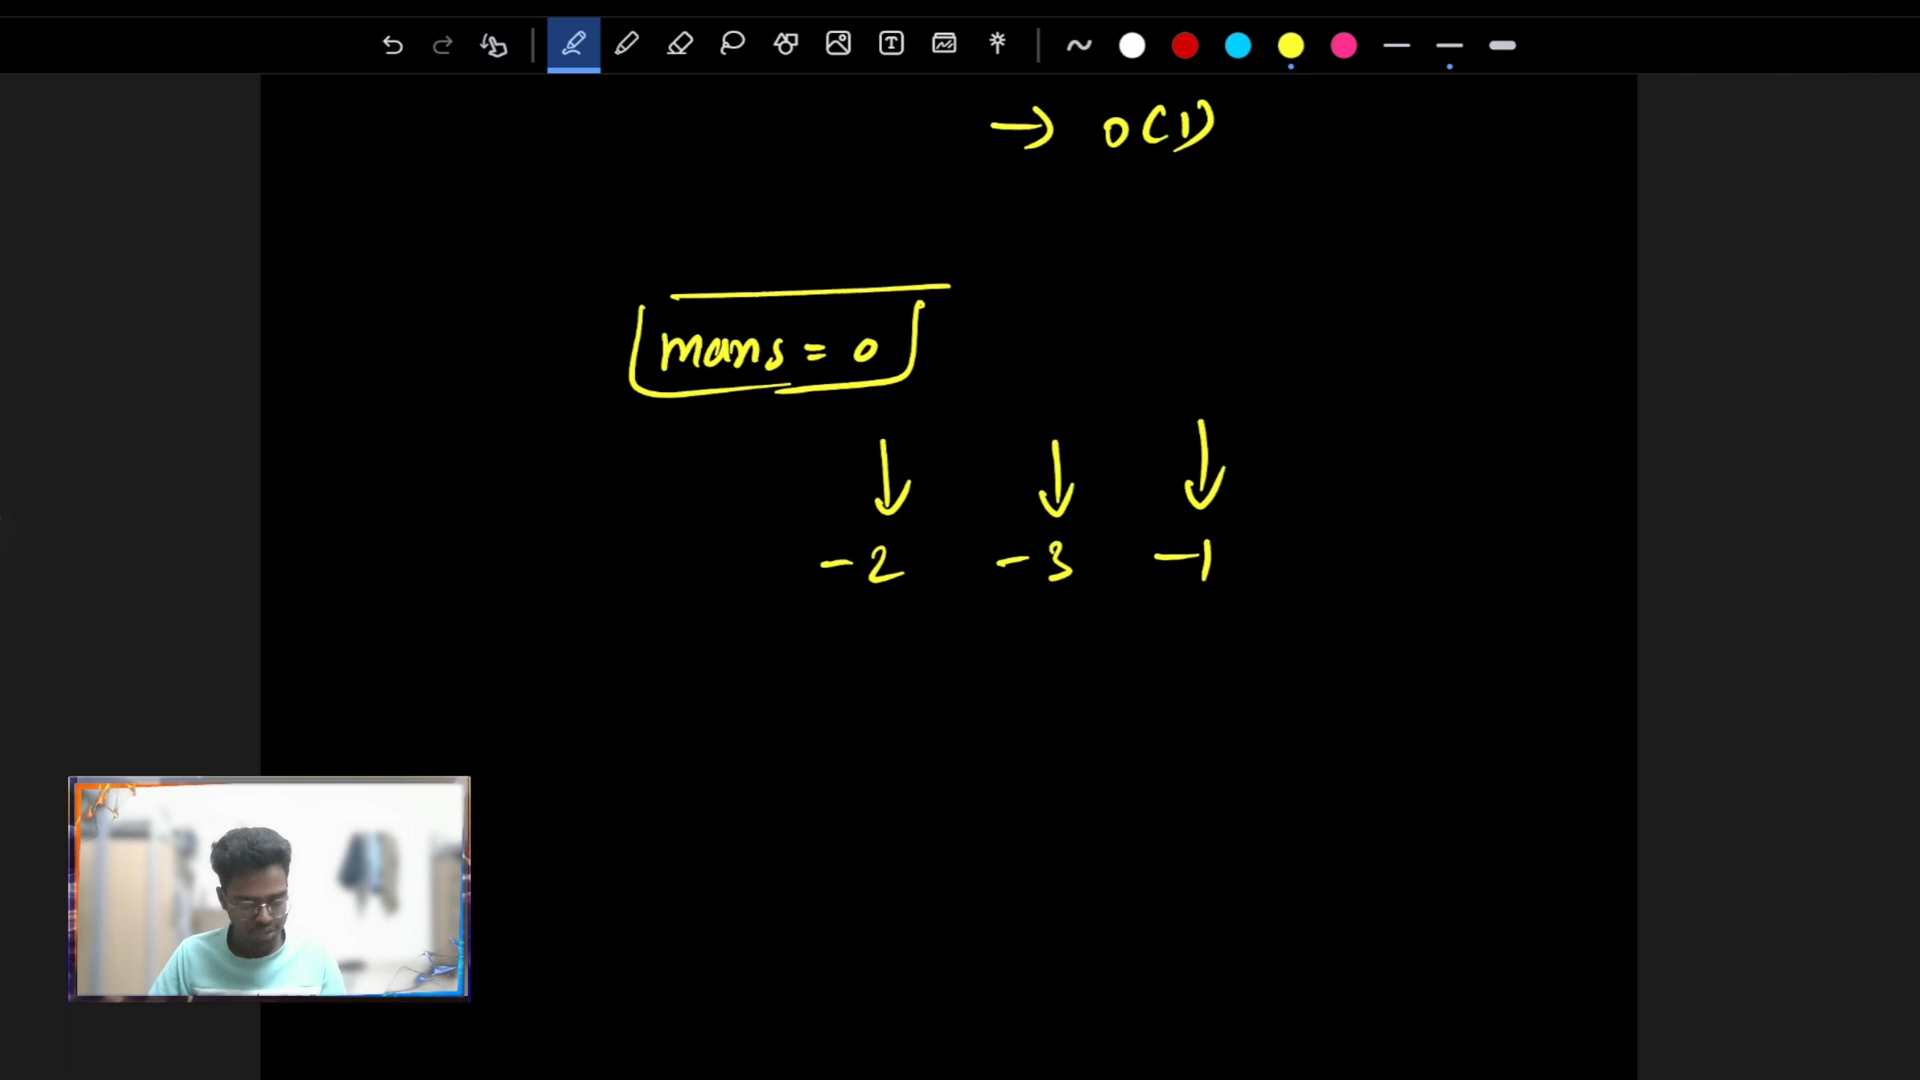 → O(1)
mans = 0
↓ ↓ ↓
-2 -3 -1